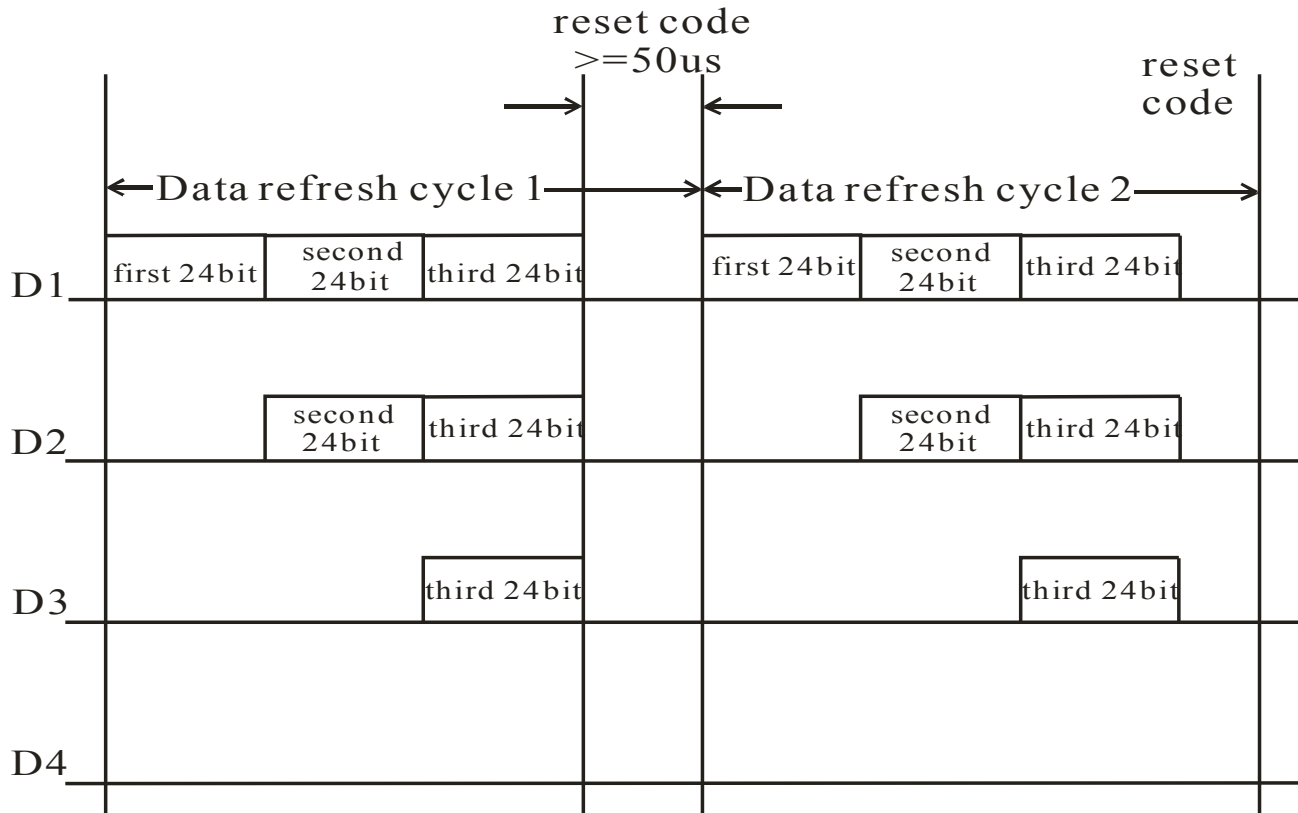 reset code
>=50us
reset
code
Data refresh cycle 1
Data refresh cycle 2
D1
first 24bit
second
24bit
third 24bit
first 24bit
second
24bit
third 24bit
D2
second
24bit
third 24bit
second
24bit
third 24bit
D3
third 24bit
third 24bit
D4